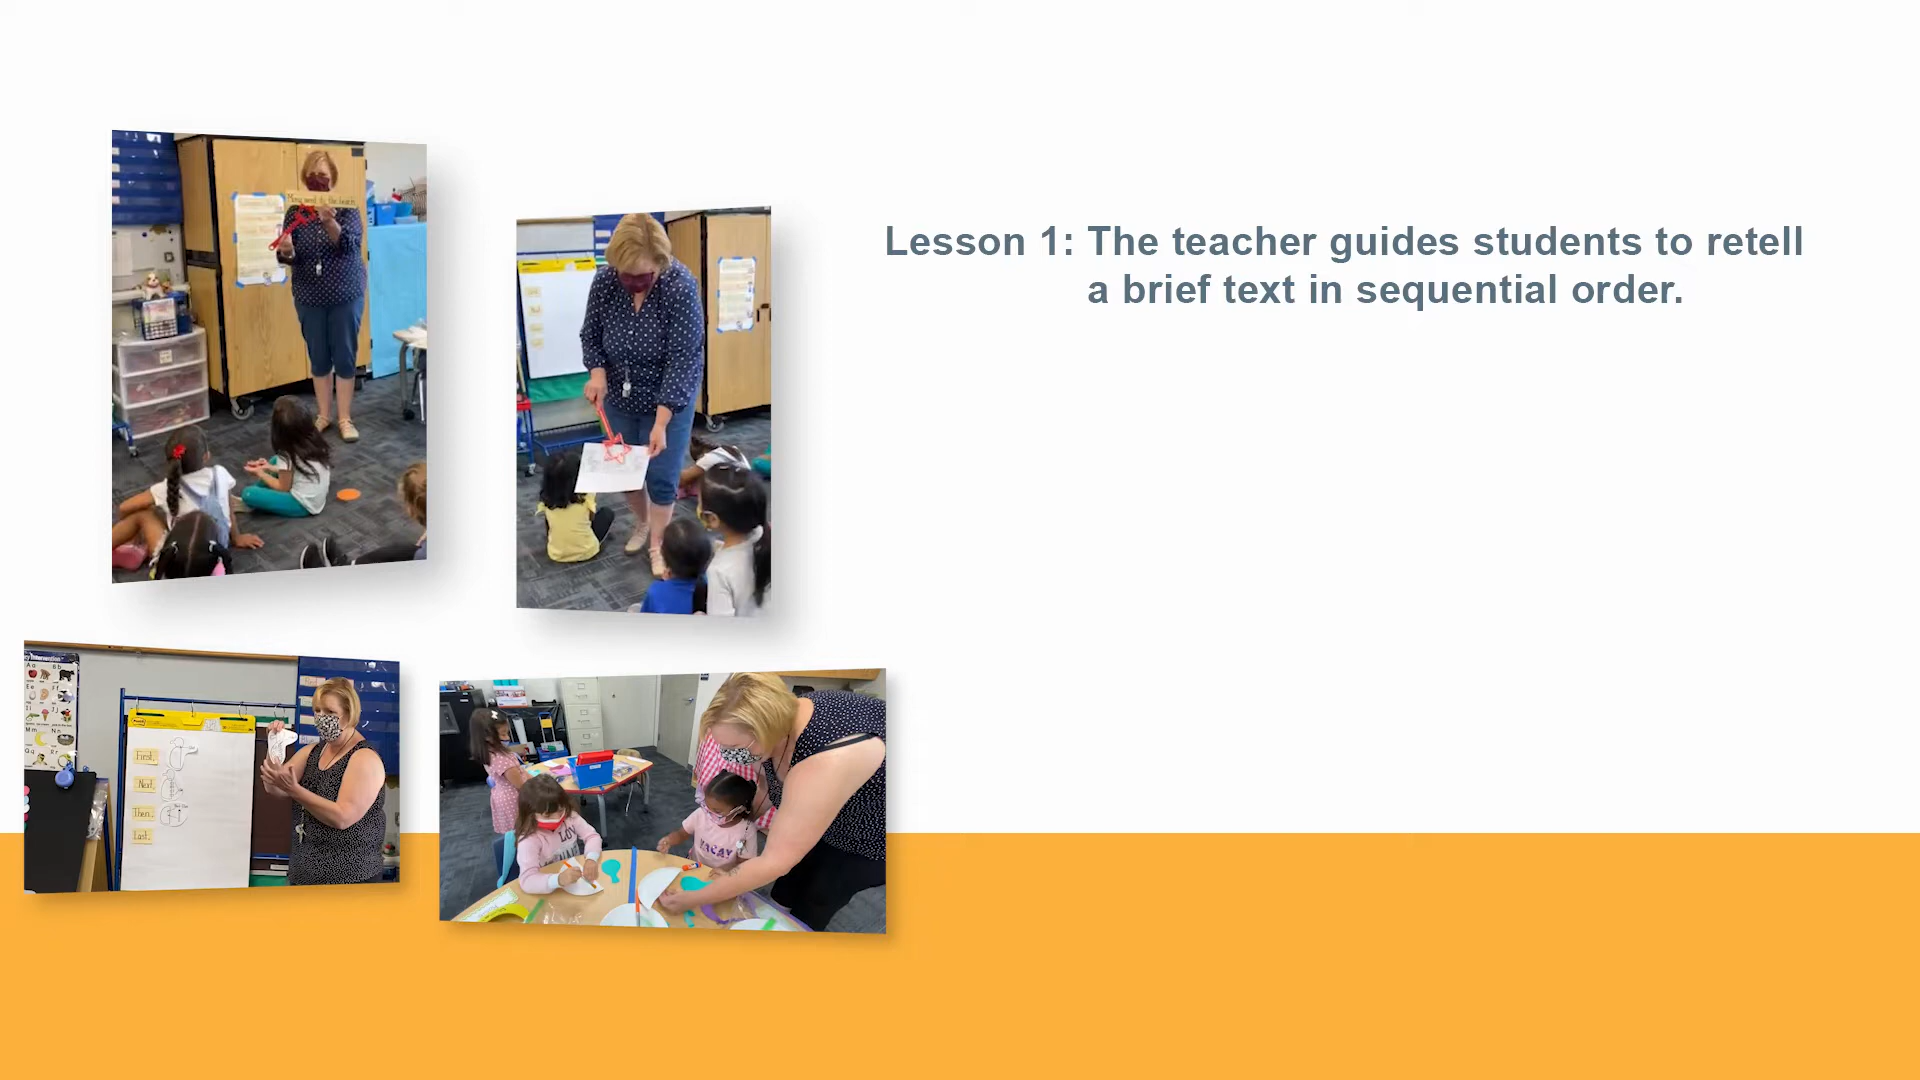 Lesson 1: The teacher guides students to retell
a brief text in sequential order.
First,
Next,
Then,
Last,